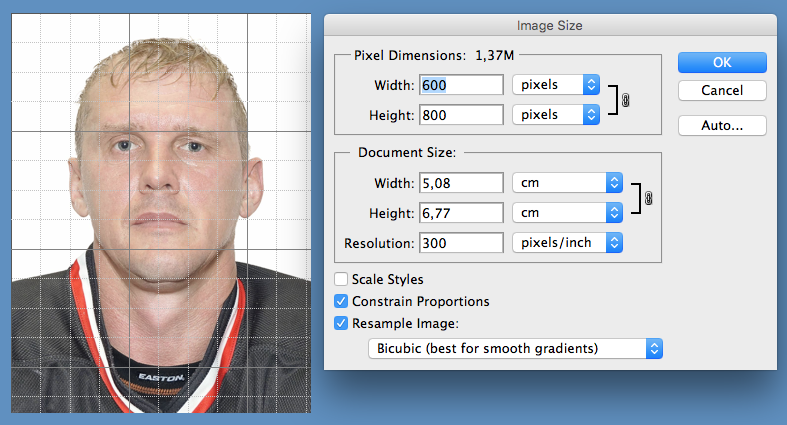 Image Size
Pixel Dimensions: 1,37M
Width: 600 pixels
Height: 800 pixels
OK
Cancel
Auto...
Document Size:
Width: 5,08 cm
Height: 6,77 cm
Resolution: 300 pixels/inch
Scale Styles
Constrain Proportions
Resample Image:
Bicubic (best for smooth gradients)
EASTON